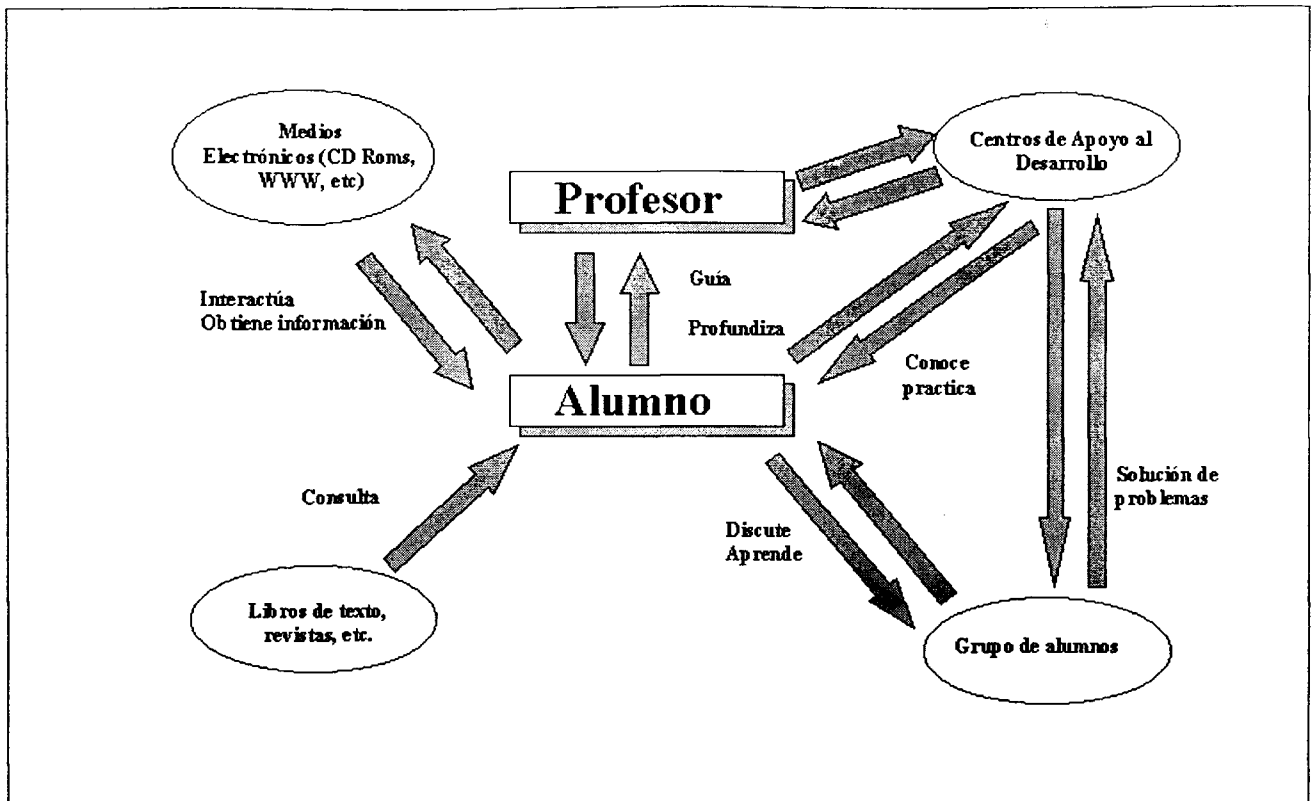 Medios
Electrónicos (CD Roms,
WWW, etc)
Centros de Apoyo al
Desarrollo
Profesor
Interactúa
Obtiene información
Guía
Profundiza
Alumno
Conoce
practica
Consulta
Discute
Aprende
Solución de
problemas
Libros de texto,
revistas, etc.
Grupo de alumnos